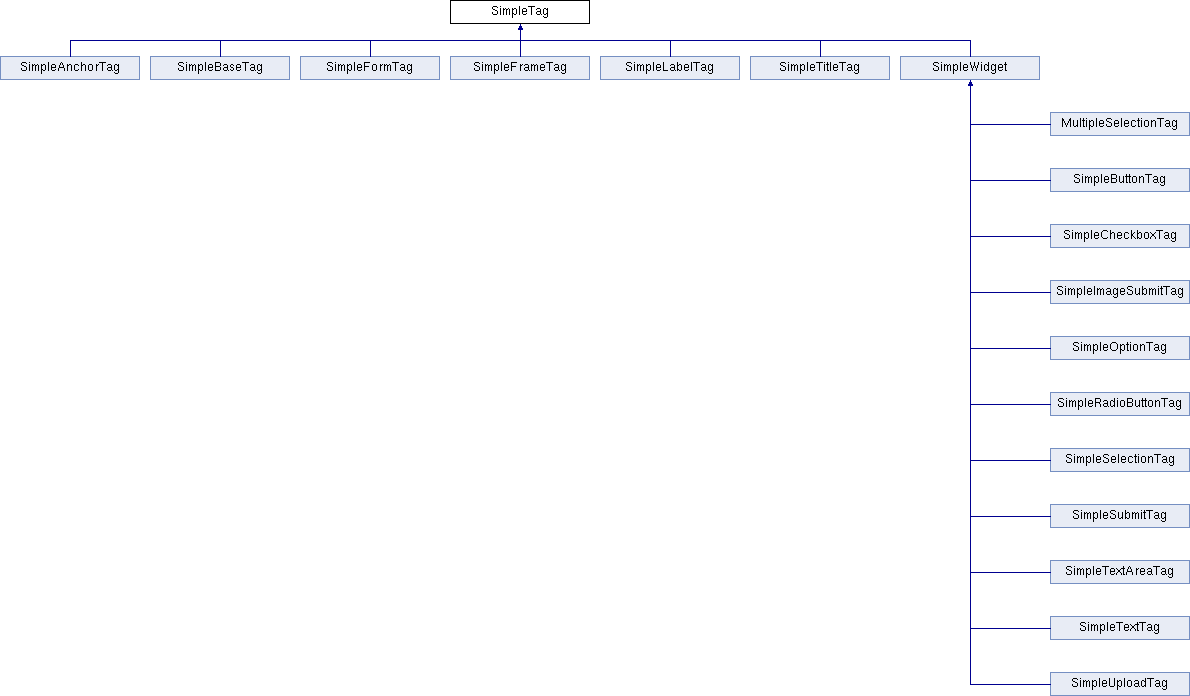 SimpleTag
SimpleAnchorTag SimpleBaseTag SimpleFormTag SimpleFrameTag SimpleLabelTag SimpleTitleTag SimpleWidget
MultipleSelectionTag
SimpleButtonTag
SimpleCheckboxTag
SimpleImageSubmitTag
SimpleOptionTag
SimpleRadioButtonTag
SimpleSelectionTag
SimpleSubmitTag
SimpleTextAreaTag
SimpleTextTag
SimpleUploadTag